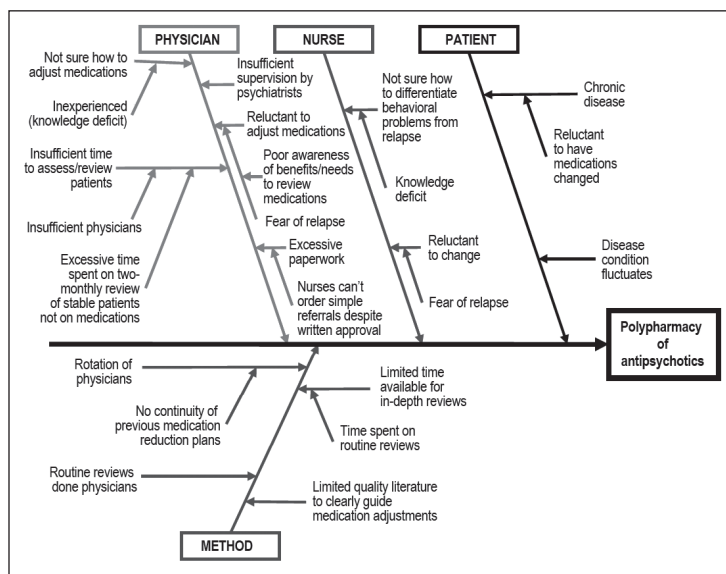 PHYSICIAN
NURSE
PATIENT
Not sure how to
adjust medications
Inexperienced
(knowledge deficit)
Insufficient time
to assess/review
patients
Insufficient physicians
Excessive time
spent on two-
monthly review
of stable patients
not on medications
Insufficient
supervision by
psychiatrists
Reluctant to
adjust medications
Poor awareness
of benefits/needs
to review
medications
Fear of relapse
Excessive
paperwork
Nurses can't
order simple
referrals despite
written approval
Not sure how
to differentiate
behavioral
problems from
relapse
Knowledge
deficit
Reluctant
to change
Fear of relapse
Chronic
disease
Reluctant
to have
medications
changed
Disease
condition
fluctuates
Polypharmacy
of
antipsychotics
Rotation of
physicians
No continuity of
previous medication
reduction plans
Routine reviews
done physicians
Limited time
available for
in-depth reviews
Time spent on
routine reviews
Limited quality literature
to clearly guide
medication adjustments
METHOD